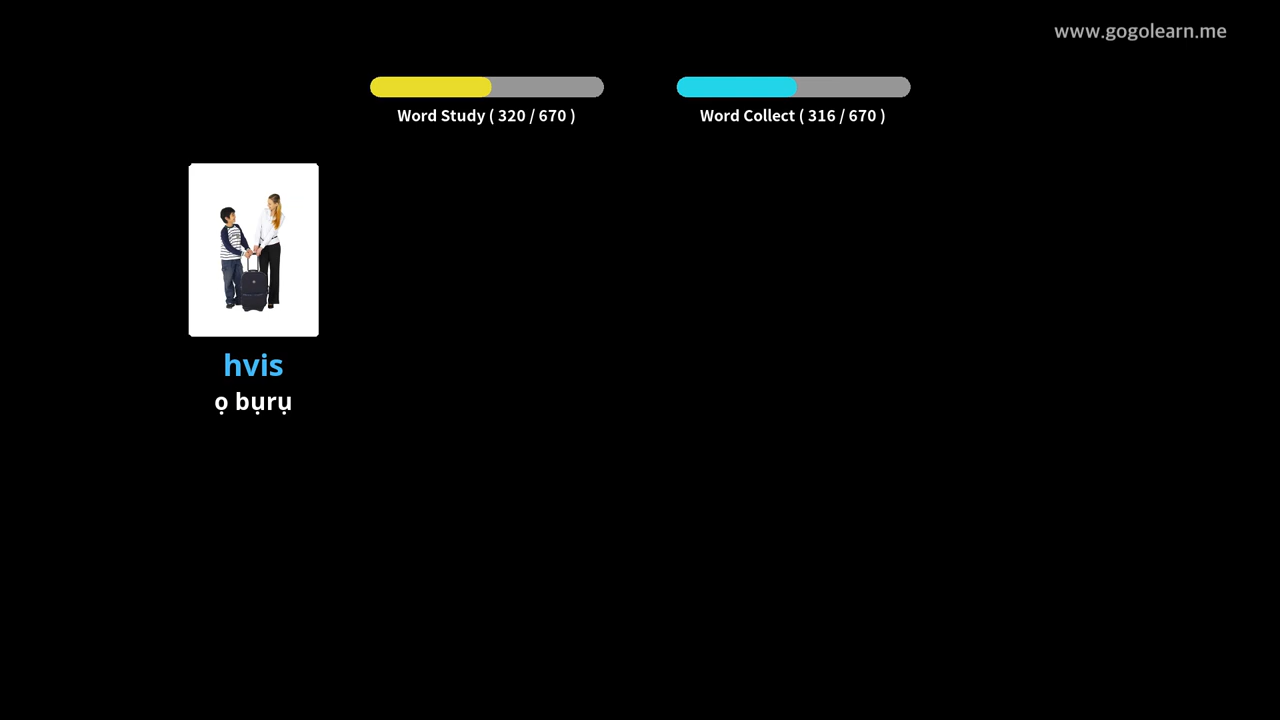 www.gogolearn.me
Word Study ( 320 / 670 )
Word Collect ( 316 / 670 )
hvis
ọ bụrụ